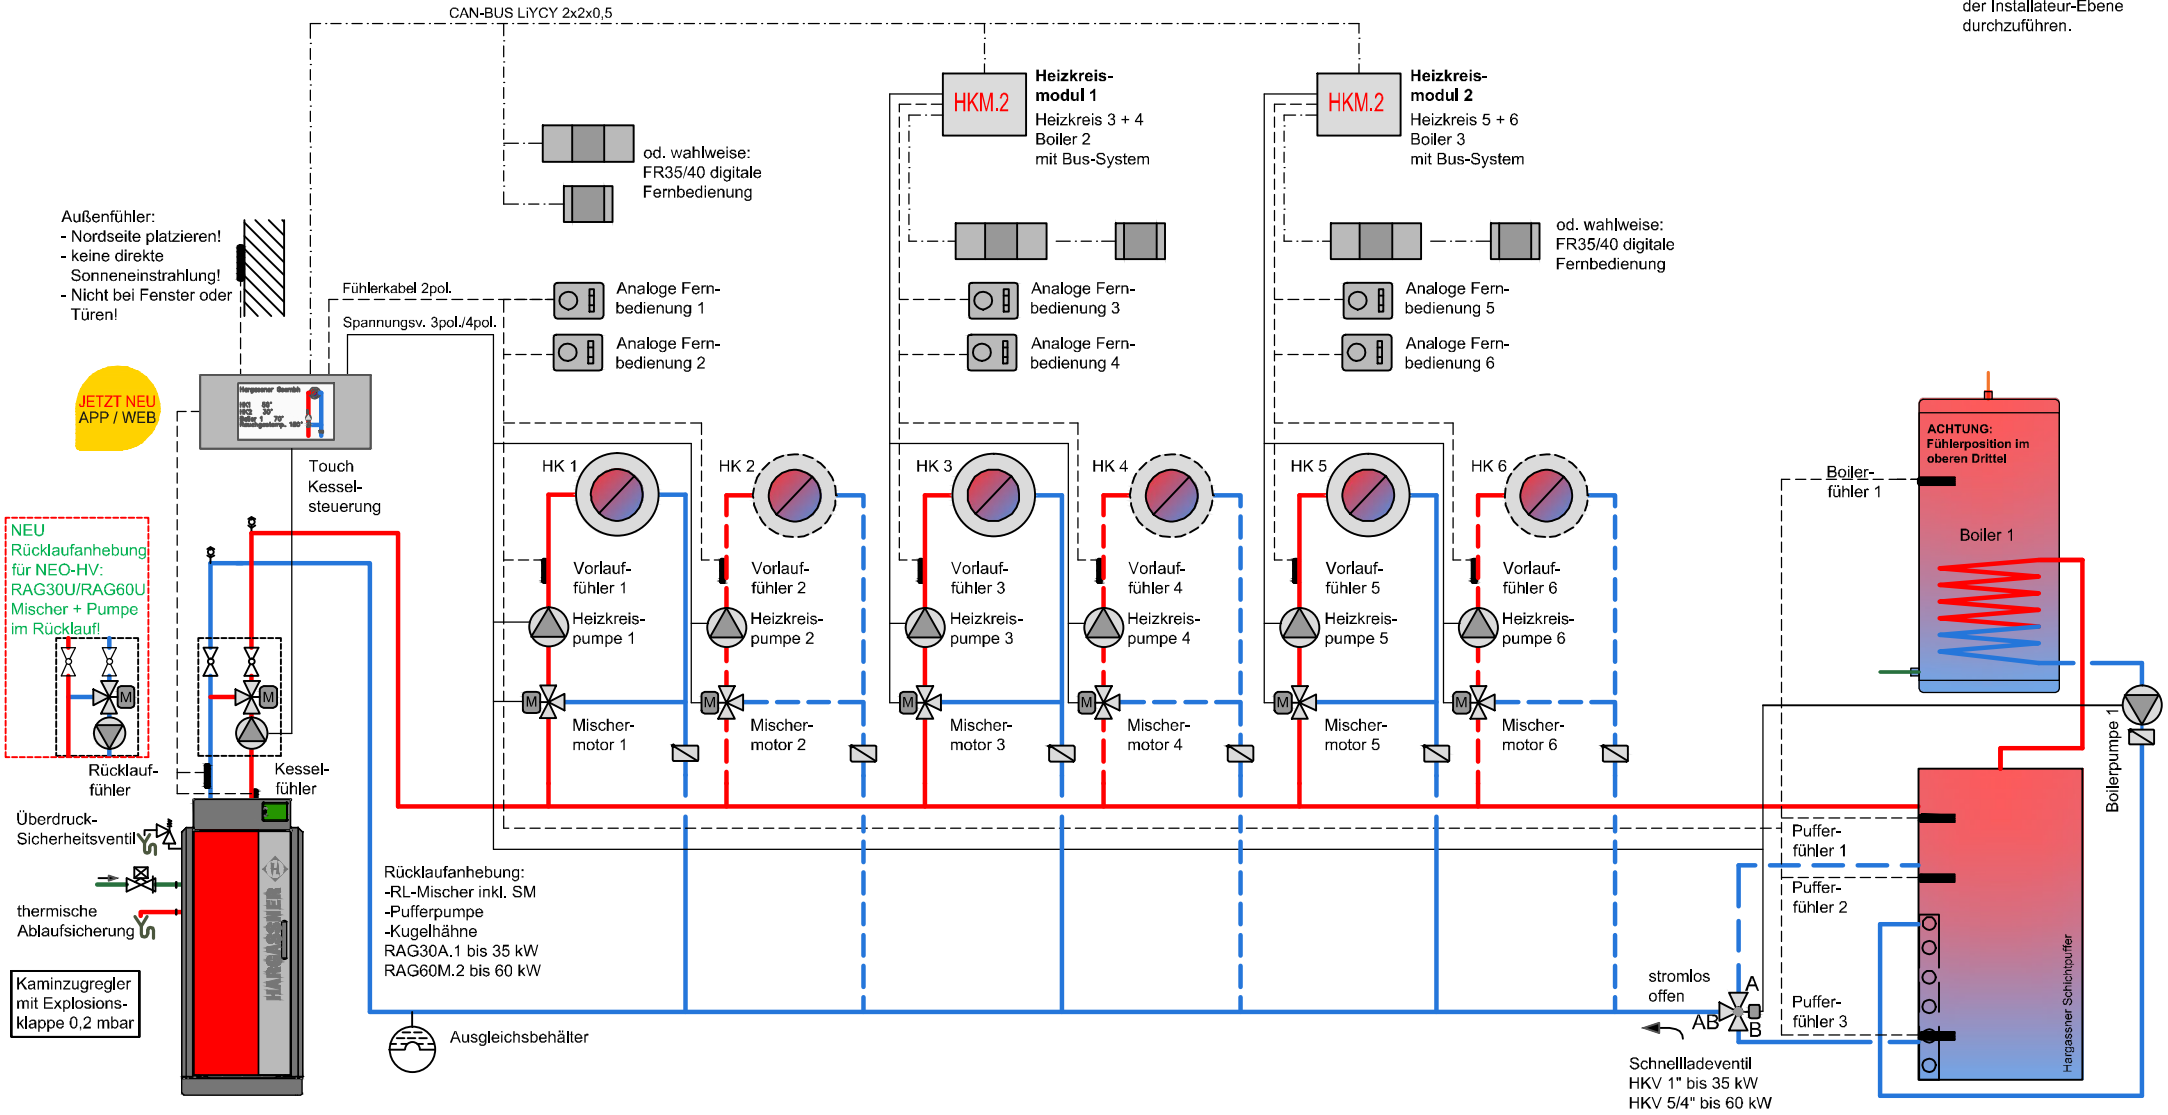 CAN-BUS LiYCY 2x2x0,5
der Installateur-Ebene
durchzuführen.
HKM.2
Heizkreis-
modul 1
Heizkreis 3 + 4
Boiler 2
mit Bus-System
HKM.2
Heizkreis-
modul 2
Heizkreis 5 + 6
Boiler 3
mit Bus-System
od. wahlweise:
FR35/40 digitale
Fernbedienung
od. wahlweise:
FR35/40 digitale
Fernbedienung
Außenfühler:
- Nordseite platzieren!
- keine direkte
Sonneneinstrahlung!
- Nicht bei Fenster oder
Türen!
Fühlerkabel 2pol.
Spannungsv. 3pol./4pol.
Analoge Fern-
bedienung 1
Analoge Fern-
bedienung 2
Analoge Fern-
bedienung 3
Analoge Fern-
bedienung 4
Analoge Fern-
bedienung 5
Analoge Fern-
bedienung 6
JETZT NEU
APP / WEB
Touch
Kessel-
steuerung
HK 1
HK 2
HK 3
HK 4
HK 5
HK 6
ACHTUNG:
Fühlerposition im
oberen Drittel
Boiler-
fühler 1
Boiler 1
NEU
Rücklaufanhebung
für NEO-HV:
RAG30U/RAG60U
Mischer + Pumpe
im Rücklauf!
M
M
Vorlauf-
fühler 1
Vorlauf-
fühler 2
Vorlauf-
fühler 3
Vorlauf-
fühler 4
Vorlauf-
fühler 5
Vorlauf-
fühler 6
Heizkreis-
pumpe 1
Heizkreis-
pumpe 2
Heizkreis-
pumpe 3
Heizkreis-
pumpe 4
Heizkreis-
pumpe 5
Heizkreis-
pumpe 6
M
M
M
M
M
M
Mischer-
motor 1
Mischer-
motor 2
Mischer-
motor 3
Mischer-
motor 4
Mischer-
motor 5
Mischer-
motor 6
Boilerpumpe 1
Rücklauf-
fühler
Kessel-
fühler
Überdruck-
Sicherheitsventil
thermische
Ablaufsicherung
HARGASSNER
Kaminzugregler
mit Explosions-
klappe 0,2 mbar
Rücklaufanhebung:
-RL-Mischer inkl. SM
-Pufferpumpe
-Kugelhähne
RAG30A.1 bis 35 kW
RAG60M.2 bis 60 kW
Ausgleichsbehälter
Puffer-
fühler 1
Puffer-
fühler 2
Puffer-
fühler 3
Hargassner Schichtpuffer
stromlos
offen
A
AB
B
Schnellladeventil
HKV 1" bis 35 kW
HKV 5/4" bis 60 kW